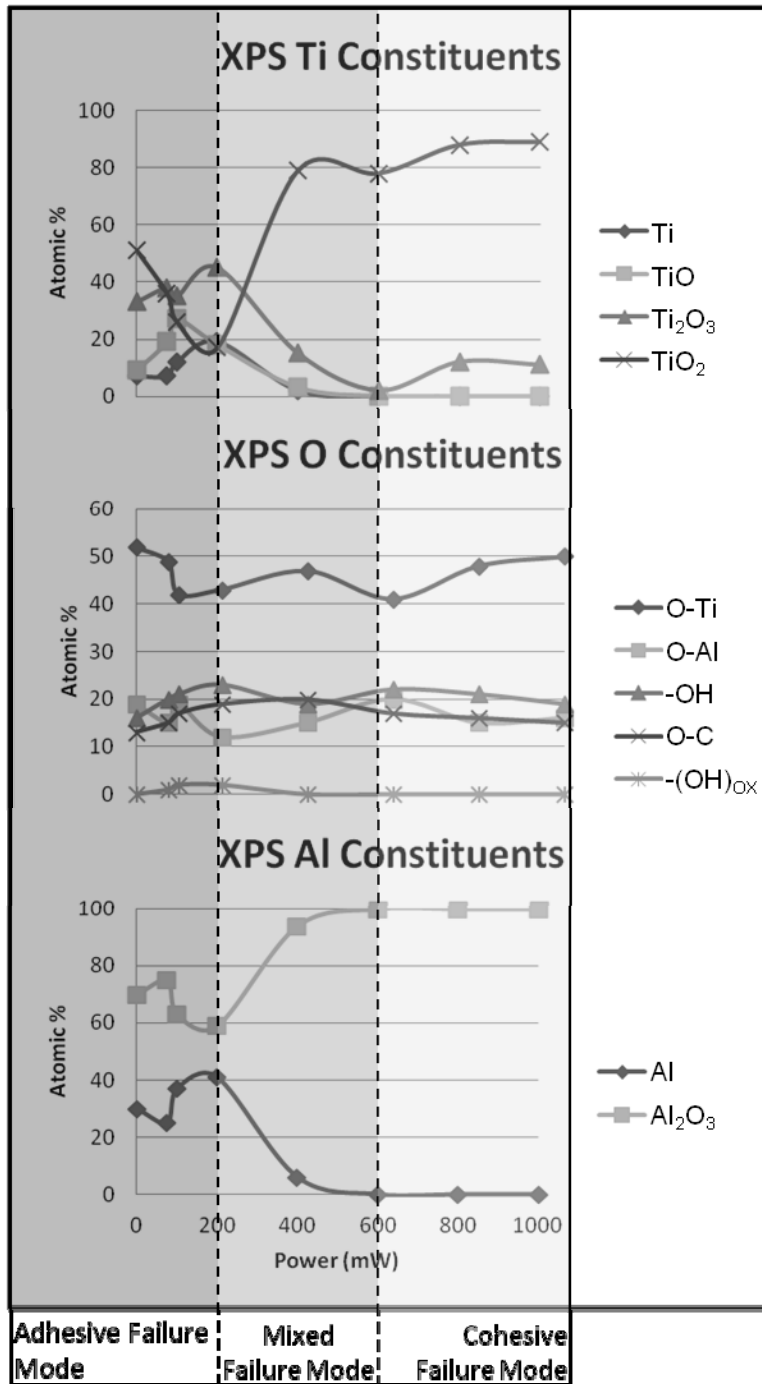 XPS Ti Constituents
100
80
60
40
20
0
Atomic %
Ti
TiO
Ti₂O₃
TiO₂
XPS O Constituents
60
50
40
30
20
10
0
Atomic %
O-Ti
O-Al
-OH
O-C
-(OH)OX
XPS Al Constituents
100
80
60
40
20
0
Atomic %
Al
Al₂O₃
0 200 400 600 800 1000
Power (mW)
Adhesive Failure
Mode
Mixed
Failure Mode
Cohesive
Failure Mode